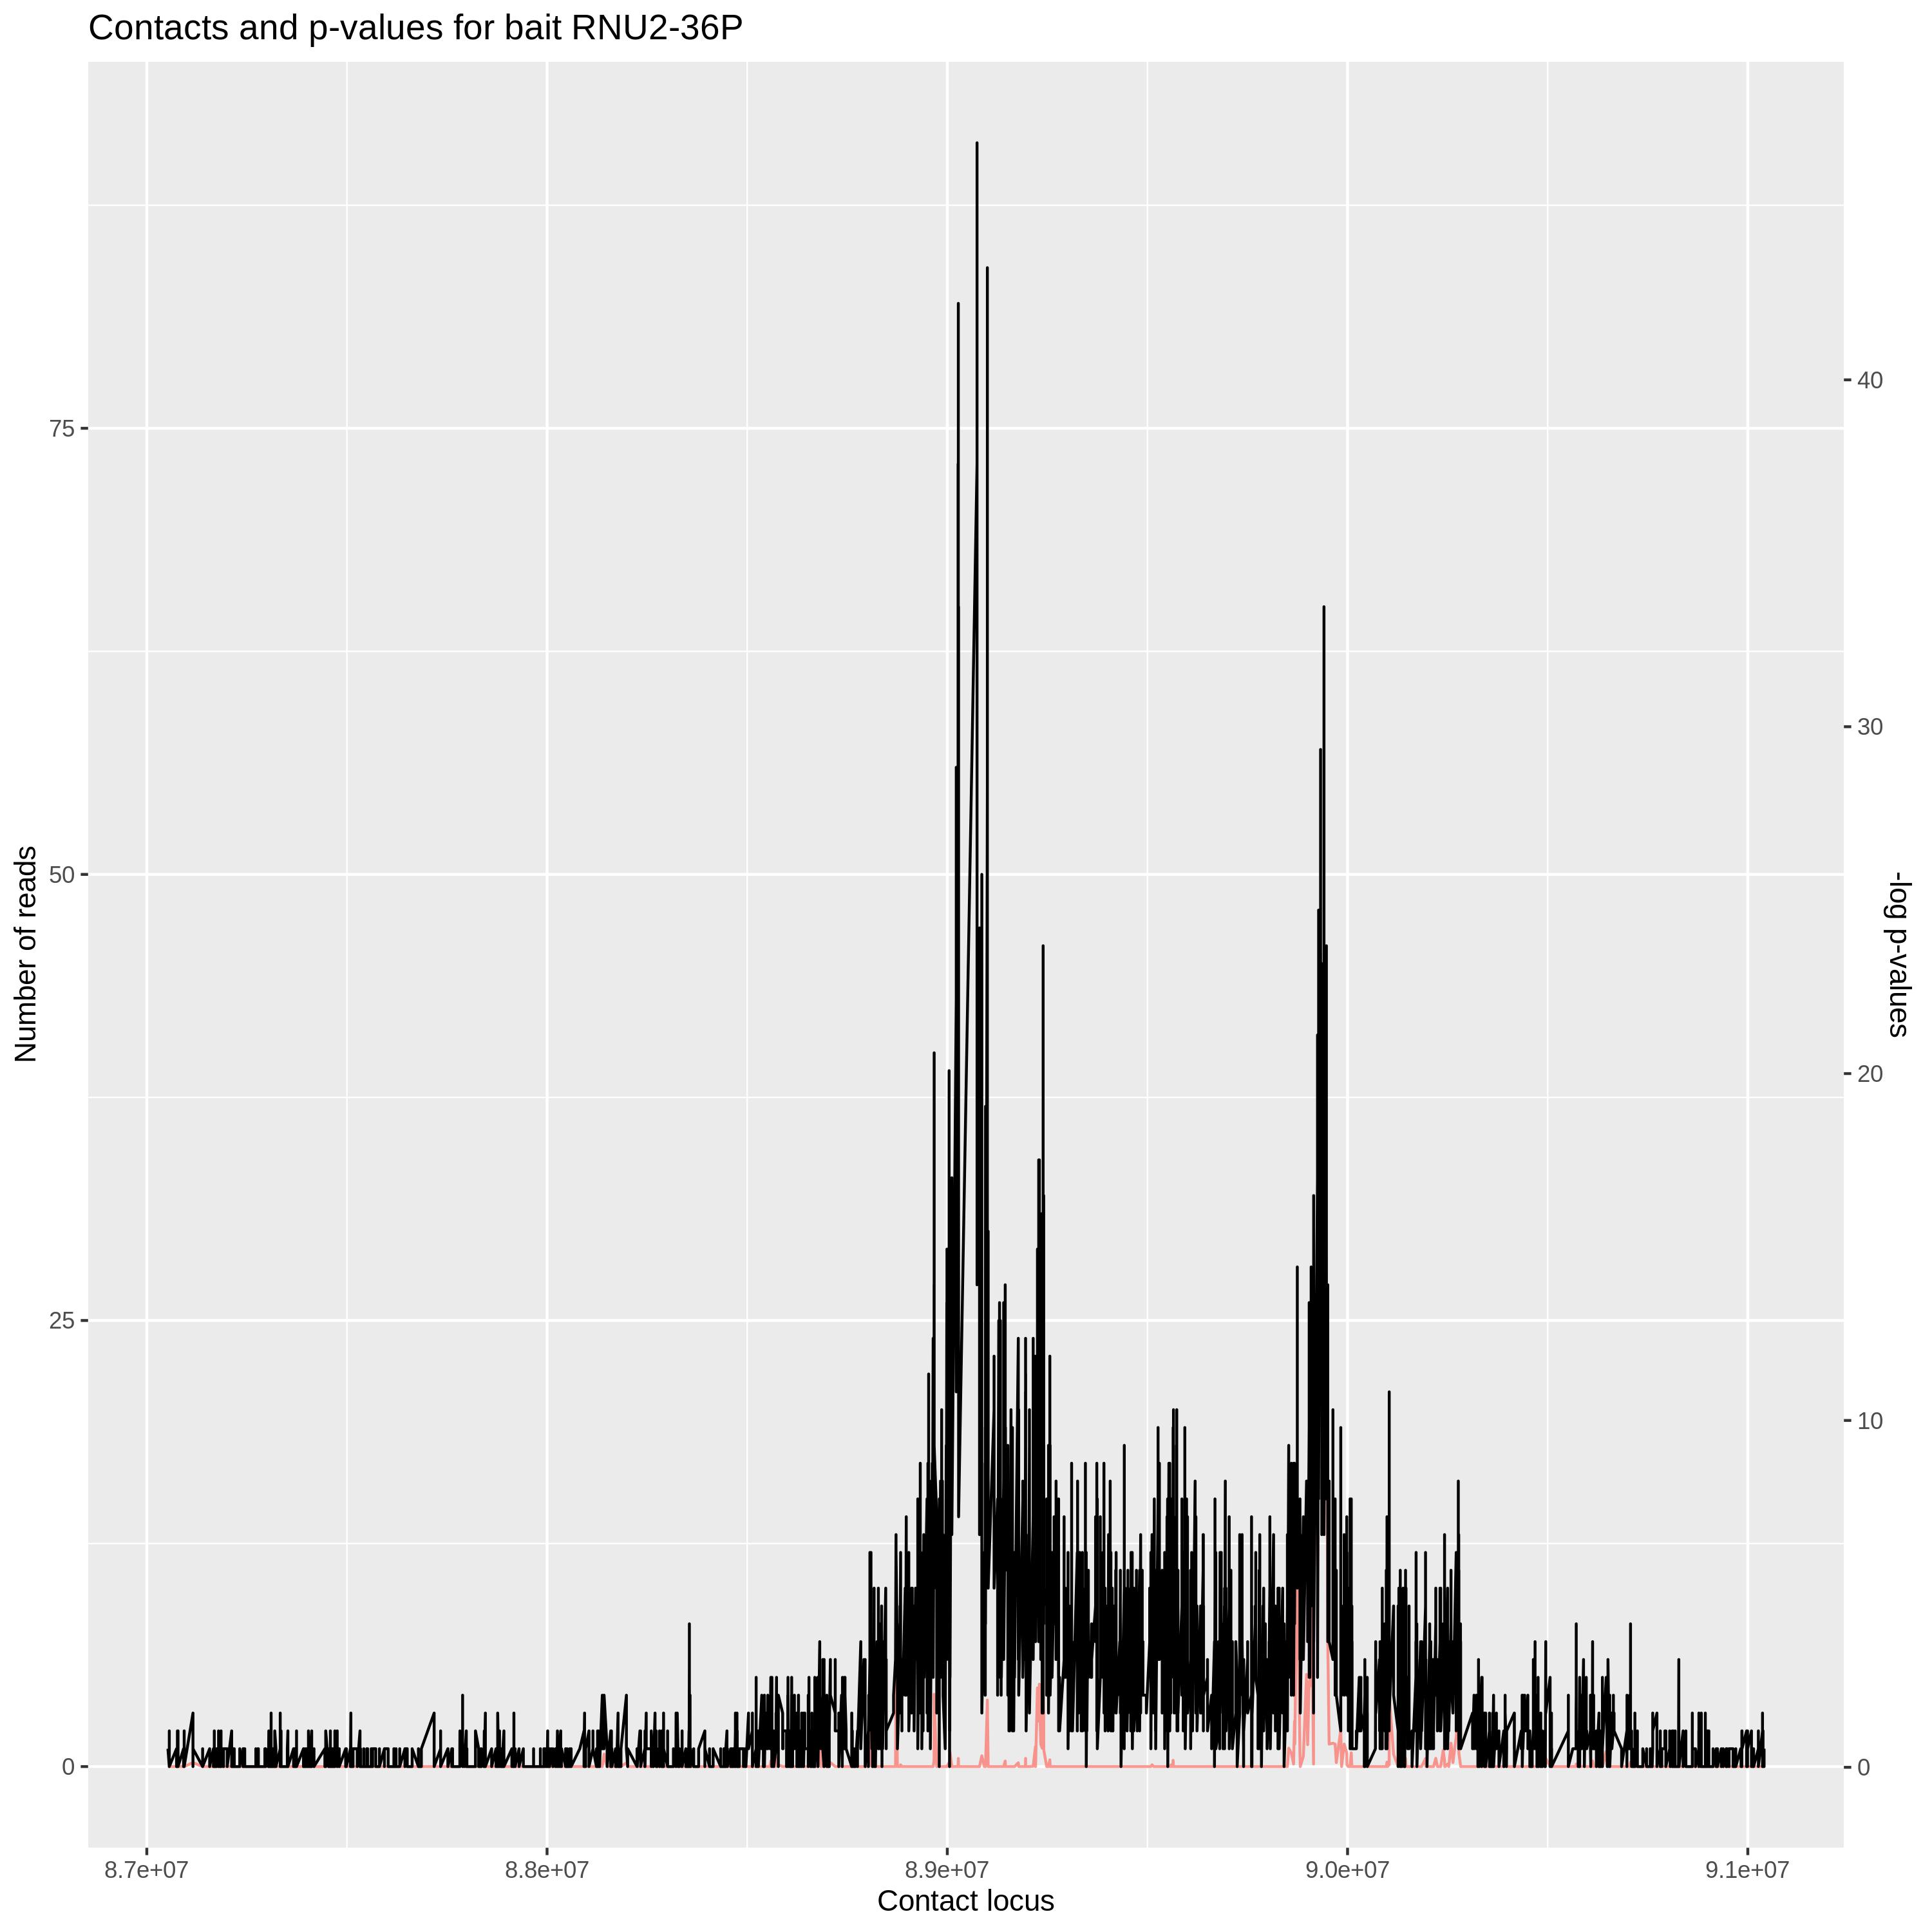 Contacts and p-values for bait RNU2-36P
75
50
25
0
Number of reads
40
30
20
10
0
-log p-values
8.7e+07 8.8e+07 8.9e+07 9.0e+07 9.1e+07
Contact locus